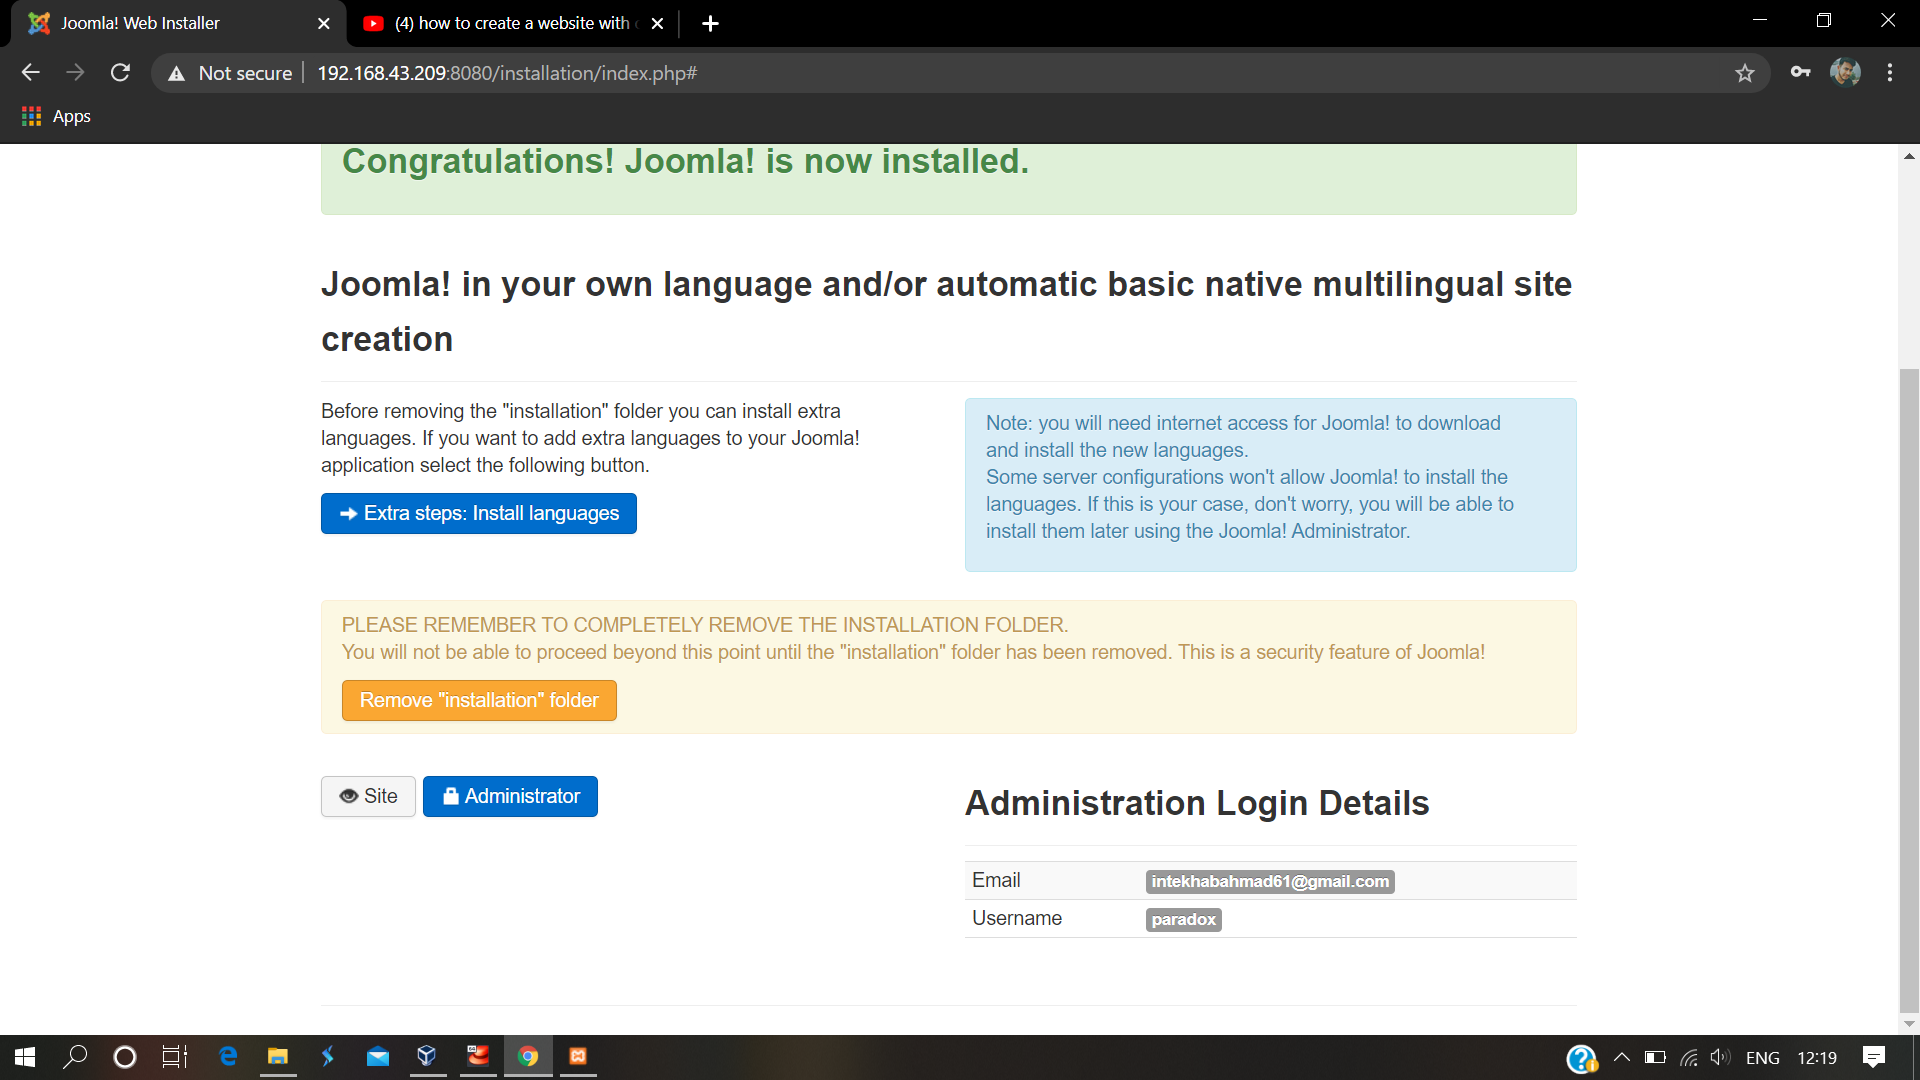 Joomla! Web Installer
(4) how to create a website with
Not secure
192.168.43.209:8080/installation/index.php#
Apps
Congratulations! Joomla! is now installed.
Joomla! in your own language and/or automatic basic native multilingual site
creation
Before removing the "installation" folder you can install extra
languages. If you want to add extra languages to your Joomla!
application select the following button.
Extra steps: Install languages
Note: you will need internet access for Joomla! to download
and install the new languages.
Some server configurations won't allow Joomla! to install the
languages. If this is your case, don't worry, you will be able to
install them later using the Joomla! Administrator.
PLEASE REMEMBER TO COMPLETELY REMOVE THE INSTALLATION FOLDER.
You will not be able to proceed beyond this point until the "installation" folder has been removed. This is a security feature of Joomla!
Remove "installation" folder
Site
Administrator
Administration Login Details
Email
intekhabahmad61@gmail.com
Username
paradox
ENG
12:19